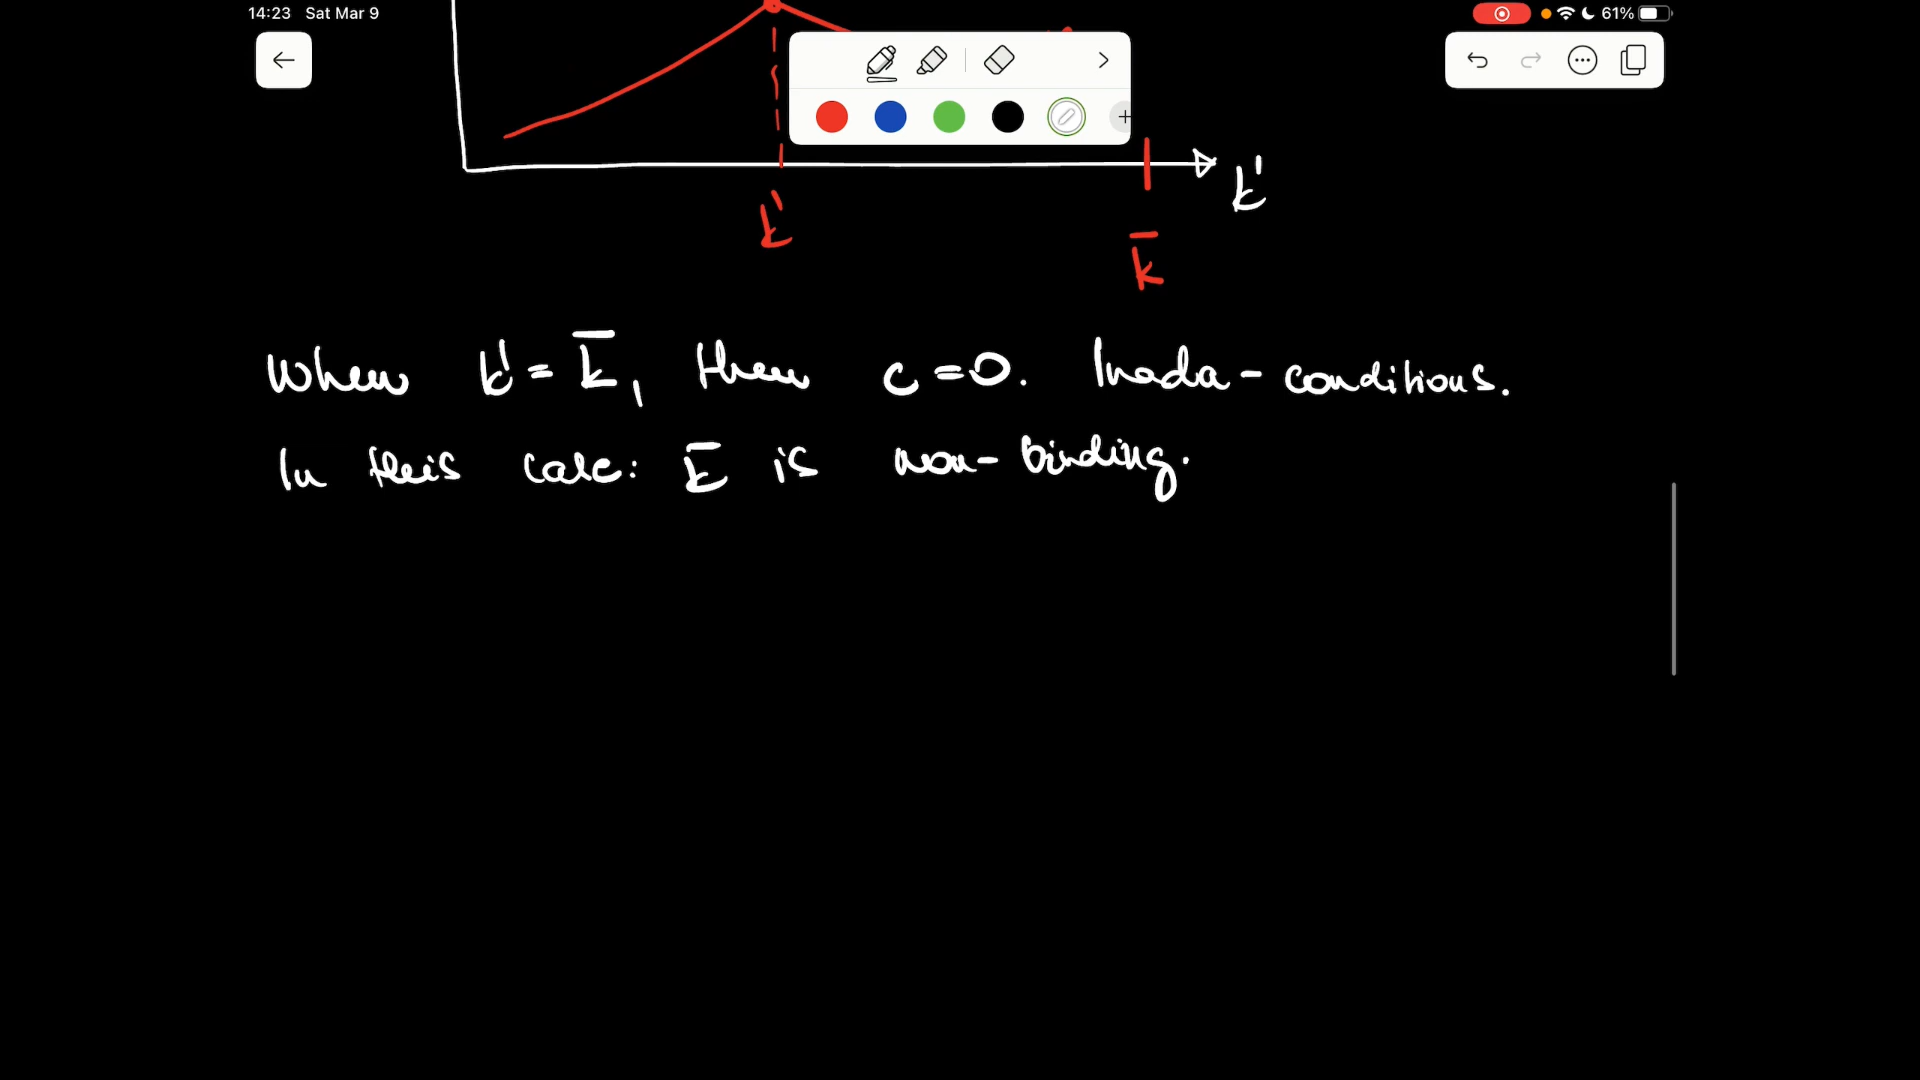 14:23 Sat Mar 9 61%
k'
k'
k̄
When k' = k̄, then c = 0. Inada-conditions.
In this case: k̄ is non-binding.